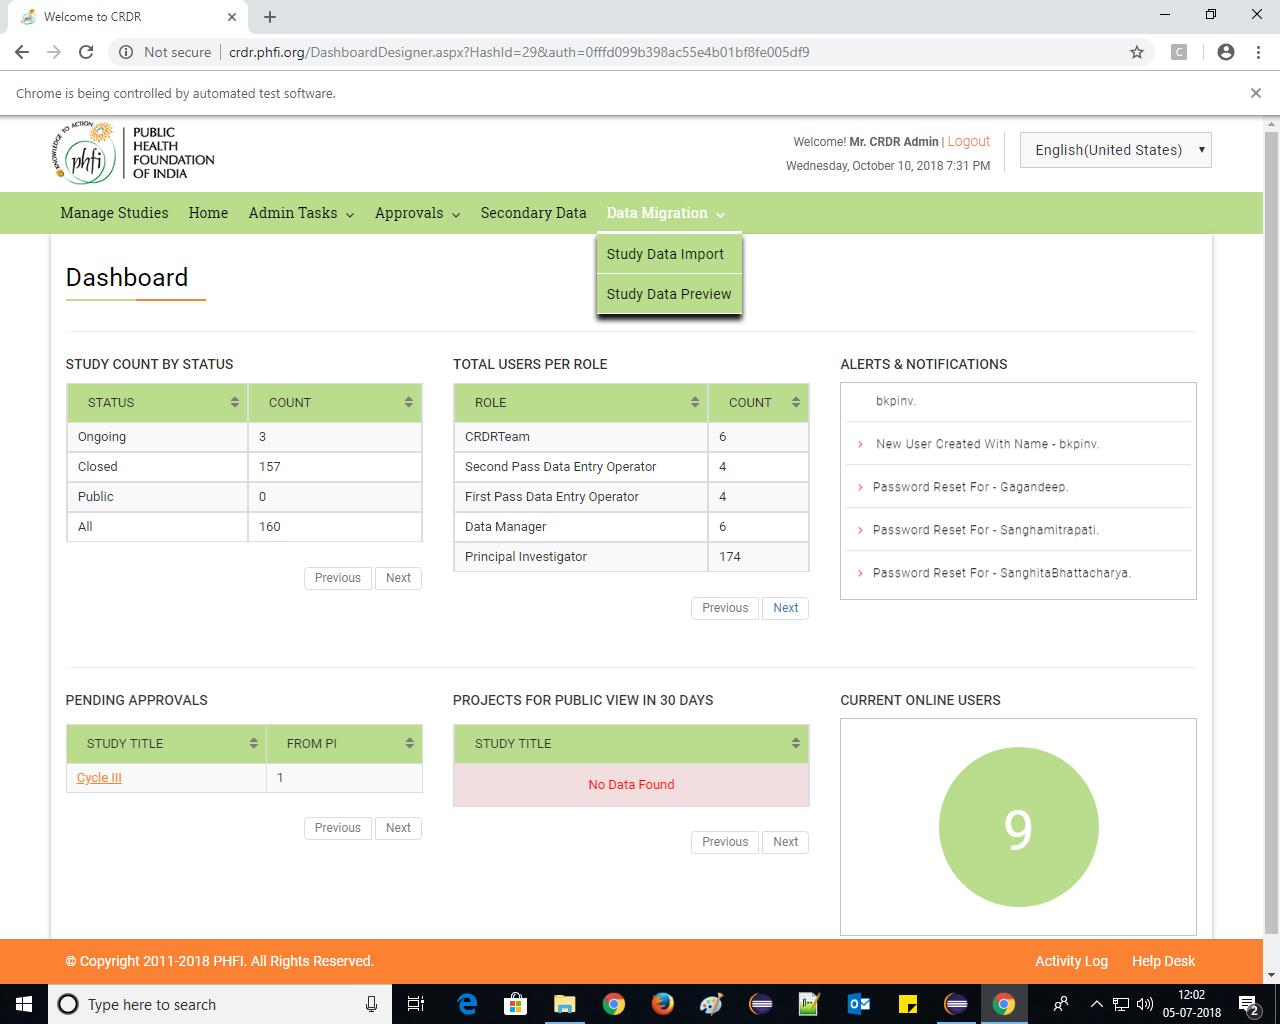 Welcome to CRDR
Not secure | crdr.phfi.org/DashboardDesigner.aspx?HashId=29&auth=0fffd099b398ac55e4b01bf8fe005df9
C
Chrome is being controlled by automated test software.
KNOWLEDGE TO ACTION
phfi
PUBLIC
HEALTH
FOUNDATION
OF INDIA
Welcome! Mr. CRDR Admin | Logout
Wednesday, October 10, 2018 7:31 PM
English(United States)
Manage Studies Home Admin Tasks Approvals Secondary Data Data Migration
Study Data Import
Study Data Preview
Dashboard
STUDY COUNT BY STATUS
STATUS COUNT
Ongoing 3
Closed 157
Public 0
All 160
Previous Next
TOTAL USERS PER ROLE
ROLE COUNT
CRDRTeam 6
Second Pass Data Entry Operator 4
First Pass Data Entry Operator 4
Data Manager 6
Principal Investigator 174
Previous Next
ALERTS & NOTIFICATIONS
bkpinv.
New User Created With Name - bkpinv.
Password Reset For - Gagandeep.
Password Reset For - Sanghamitrapati.
Password Reset For - SanghitaBhattacharya.
PENDING APPROVALS
STUDY TITLE FROM PI
Cycle III 1
Previous Next
PROJECTS FOR PUBLIC VIEW IN 30 DAYS
STUDY TITLE
No Data Found
Previous Next
CURRENT ONLINE USERS
9
© Copyright 2011-2018 PHFI. All Rights Reserved.
Activity Log Help Desk
Type here to search
12:02
05-07-2018
2